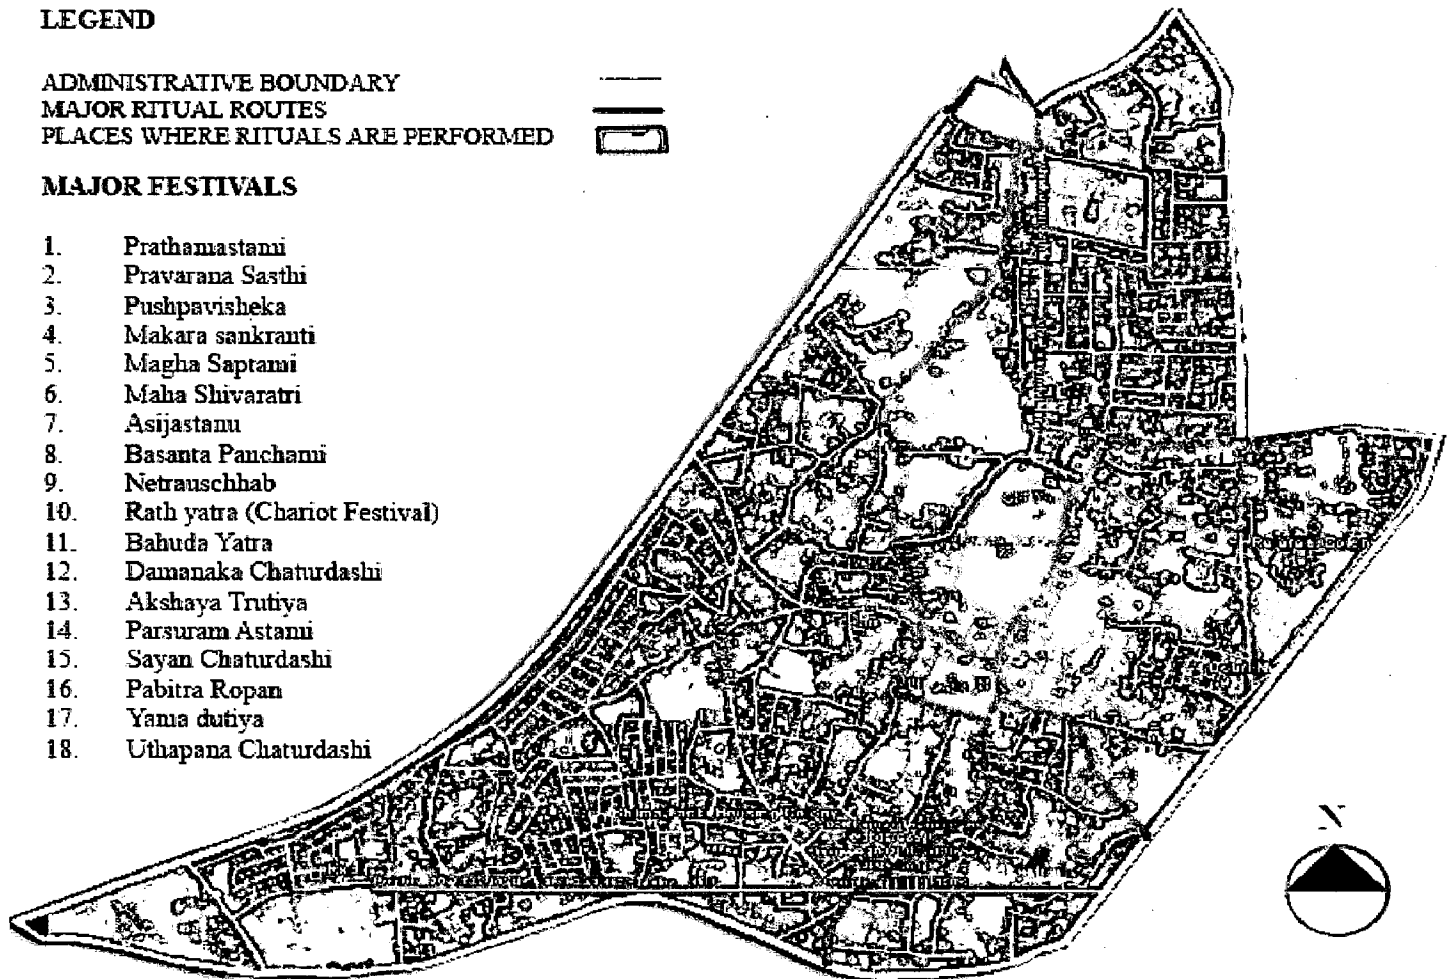 LEGEND
ADMINISTRATIVE BOUNDARY
MAJOR RITUAL ROUTES
PLACES WHERE RITUALS ARE PERFORMED
MAJOR FESTIVALS
1. Prathamastami
2. Pravarana Sasthi
3. Pushpavisheka
4. Makara sankranti
5. Magha Saptami
6. Maha Shivaratri
7. Asijastanu
8. Basanta Panchami
9. Netrauschhab
10. Rath yatra (Chariot Festival)
11. Bahuda Yatra
12. Damanaka Chaturdashi
13. Akshaya Trutiya
14. Parsuram Astami
15. Sayan Chaturdashi
16. Pabitra Ropan
17. Yama dutiya
18. Uthapana Chaturdashi
N